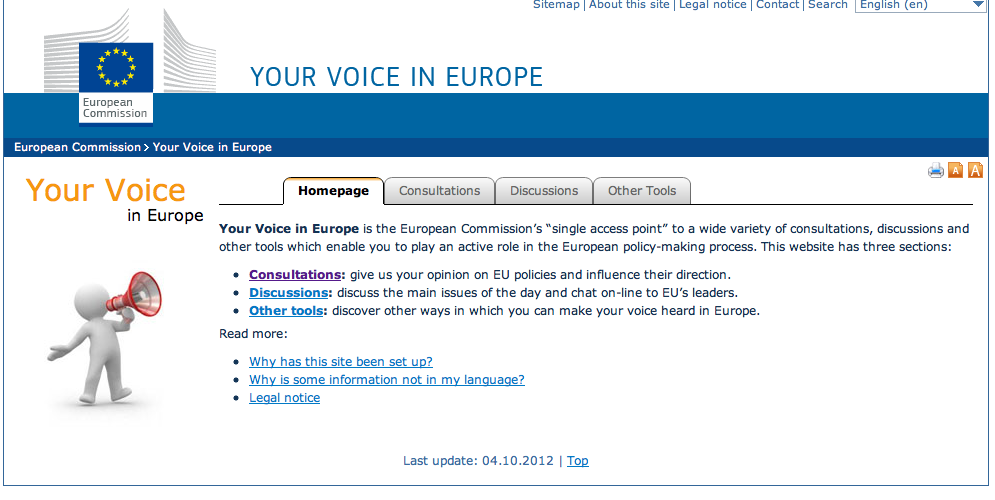 Sitemap | About this site | Legal notice | Contact | Search English (en)
European
Commission
YOUR VOICE IN EUROPE
European Commission > Your Voice in Europe
A A
Your Voice
in Europe
Homepage Consultations Discussions Other Tools
Your Voice in Europe is the European Commission’s “single access point” to a wide variety of consultations, discussions and
other tools which enable you to play an active role in the European policy-making process. This website has three sections:
• Consultations: give us your opinion on EU policies and influence their direction.
• Discussions: discuss the main issues of the day and chat on-line to EU’s leaders.
• Other tools: discover other ways in which you can make your voice heard in Europe.
Read more:
• Why has this site been set up?
• Why is some information not in my language?
• Legal notice
Last update: 04.10.2012 | Top